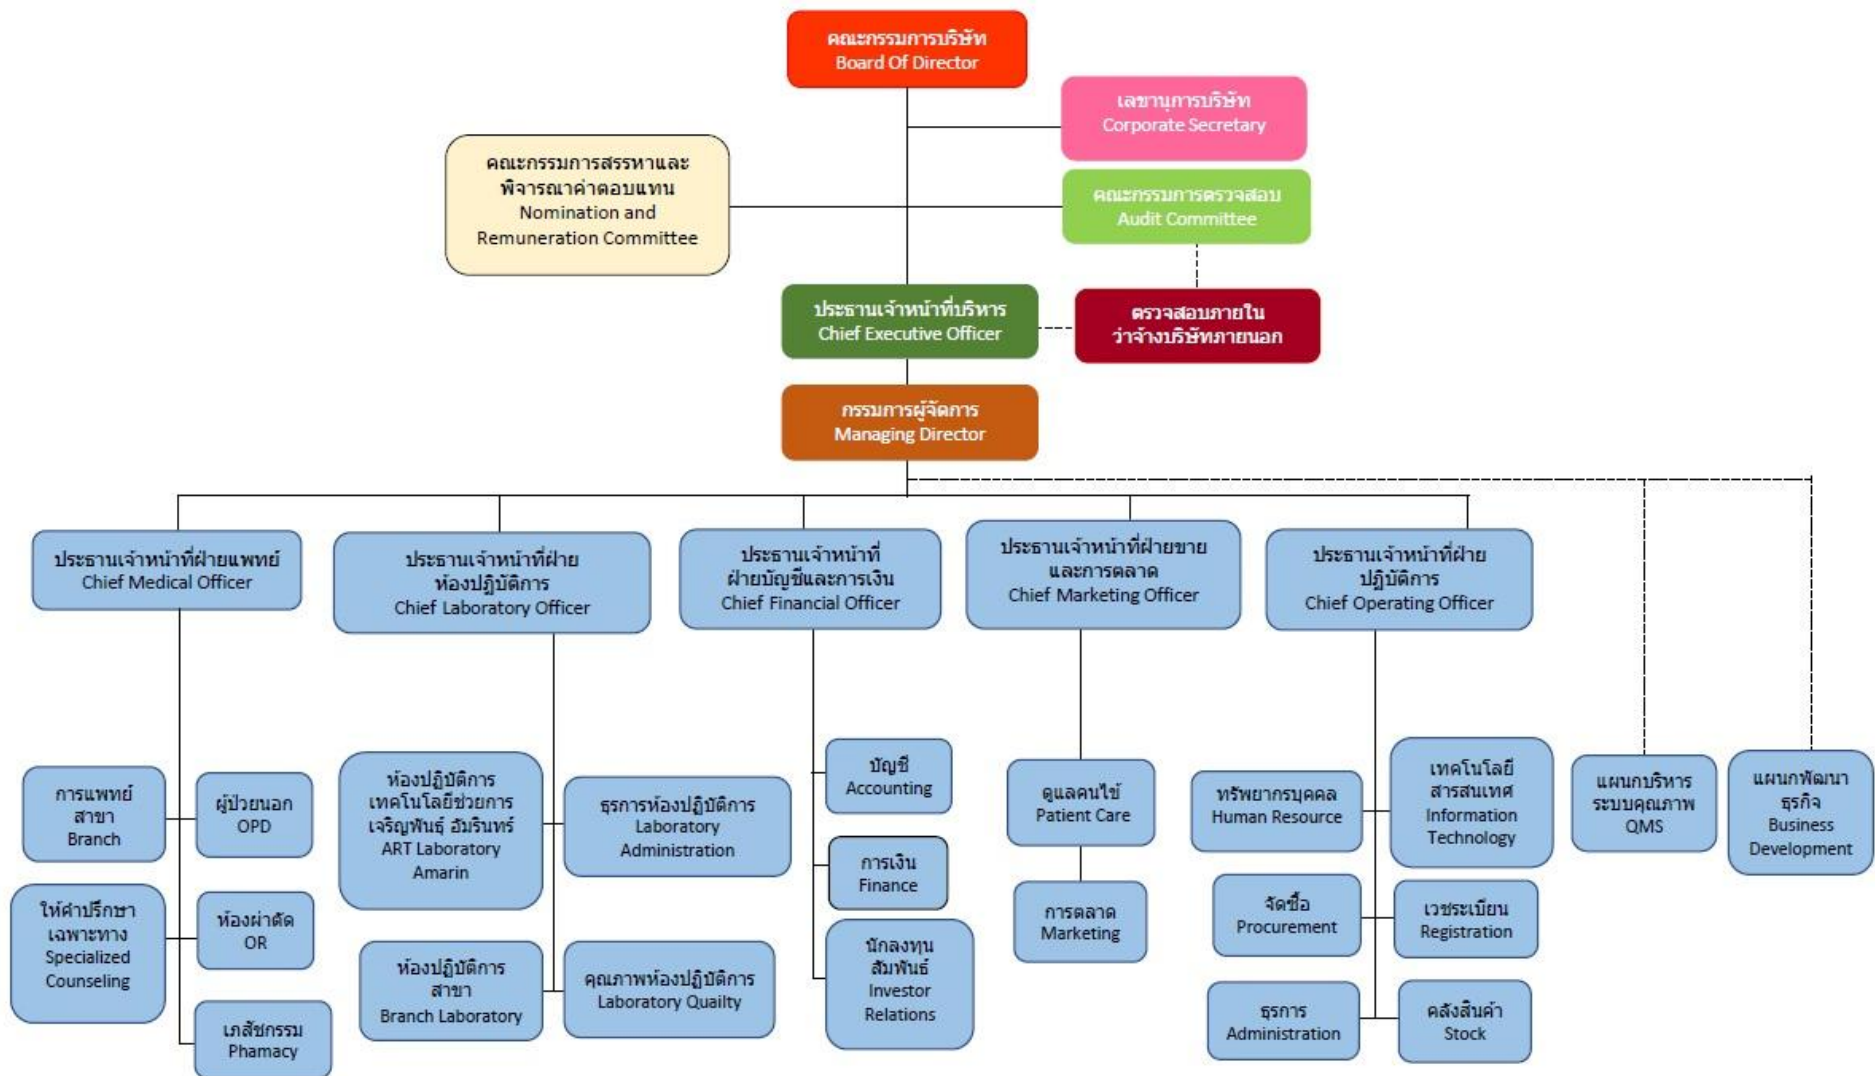 คณะกรรมการบริษัท
Board Of Director
เลขานุการบริษัท
Corporate Secretary
คณะกรรมการสรรหาและ
พิจารณาค่าตอบแทน
Nomination and
Remuneration Committee
คณะกรรมการตรวจสอบ
Audit Committee
ประธานเจ้าหน้าที่บริหาร
Chief Executive Officer
ตรวจสอบภายใน
ว่าจ้างบริษัทภายนอก
กรรมการผู้จัดการ
Managing Director
ประธานเจ้าหน้าที่ฝ่ายแพทย์
Chief Medical Officer
ประธานเจ้าหน้าที่ฝ่าย
ห้องปฏิบัติการ
Chief Laboratory Officer
ประธานเจ้าหน้าที่
ฝ่ายบัญชีและการเงิน
Chief Financial Officer
ประธานเจ้าหน้าที่ฝ่ายขาย
และการตลาด
Chief Marketing Officer
ประธานเจ้าหน้าที่ฝ่าย
ปฏิบัติการ
Chief Operating Officer
การแพทย์
สาขา
Branch
ผู้ป่วยนอก
OPD
ให้คำปรึกษา
เฉพาะทาง
Specialized
Counseling
ห้องผ่าตัด
OR
เภสัชกรรม
Phamacy
ห้องปฏิบัติการ
เทคโนโลยีช่วยการ
เจริญพันธุ์ อัมรินทร์
ART Laboratory
Amarin
ธุรการห้องปฏิบัติการ
Laboratory
Administration
ห้องปฏิบัติการ
สาขา
Branch Laboratory
คุณภาพห้องปฏิบัติการ
Laboratory Quailty
บัญชี
Accounting
การเงิน
Finance
นักลงทุน
สัมพันธ์
Investor
Relations
ดูแลคนไข้
Patient Care
การตลาด
Marketing
ทรัพยากรบุคคล
Human Resource
เทคโนโลยี
สารสนเทศ
Information
Technology
จัดซื้อ
Procurement
เวชระเบียน
Registration
ธุรการ
Administration
คลังสินค้า
Stock
แผนกบริหาร
ระบบคุณภาพ
QMS
แผนกพัฒนา
ธุรกิจ
Business
Development